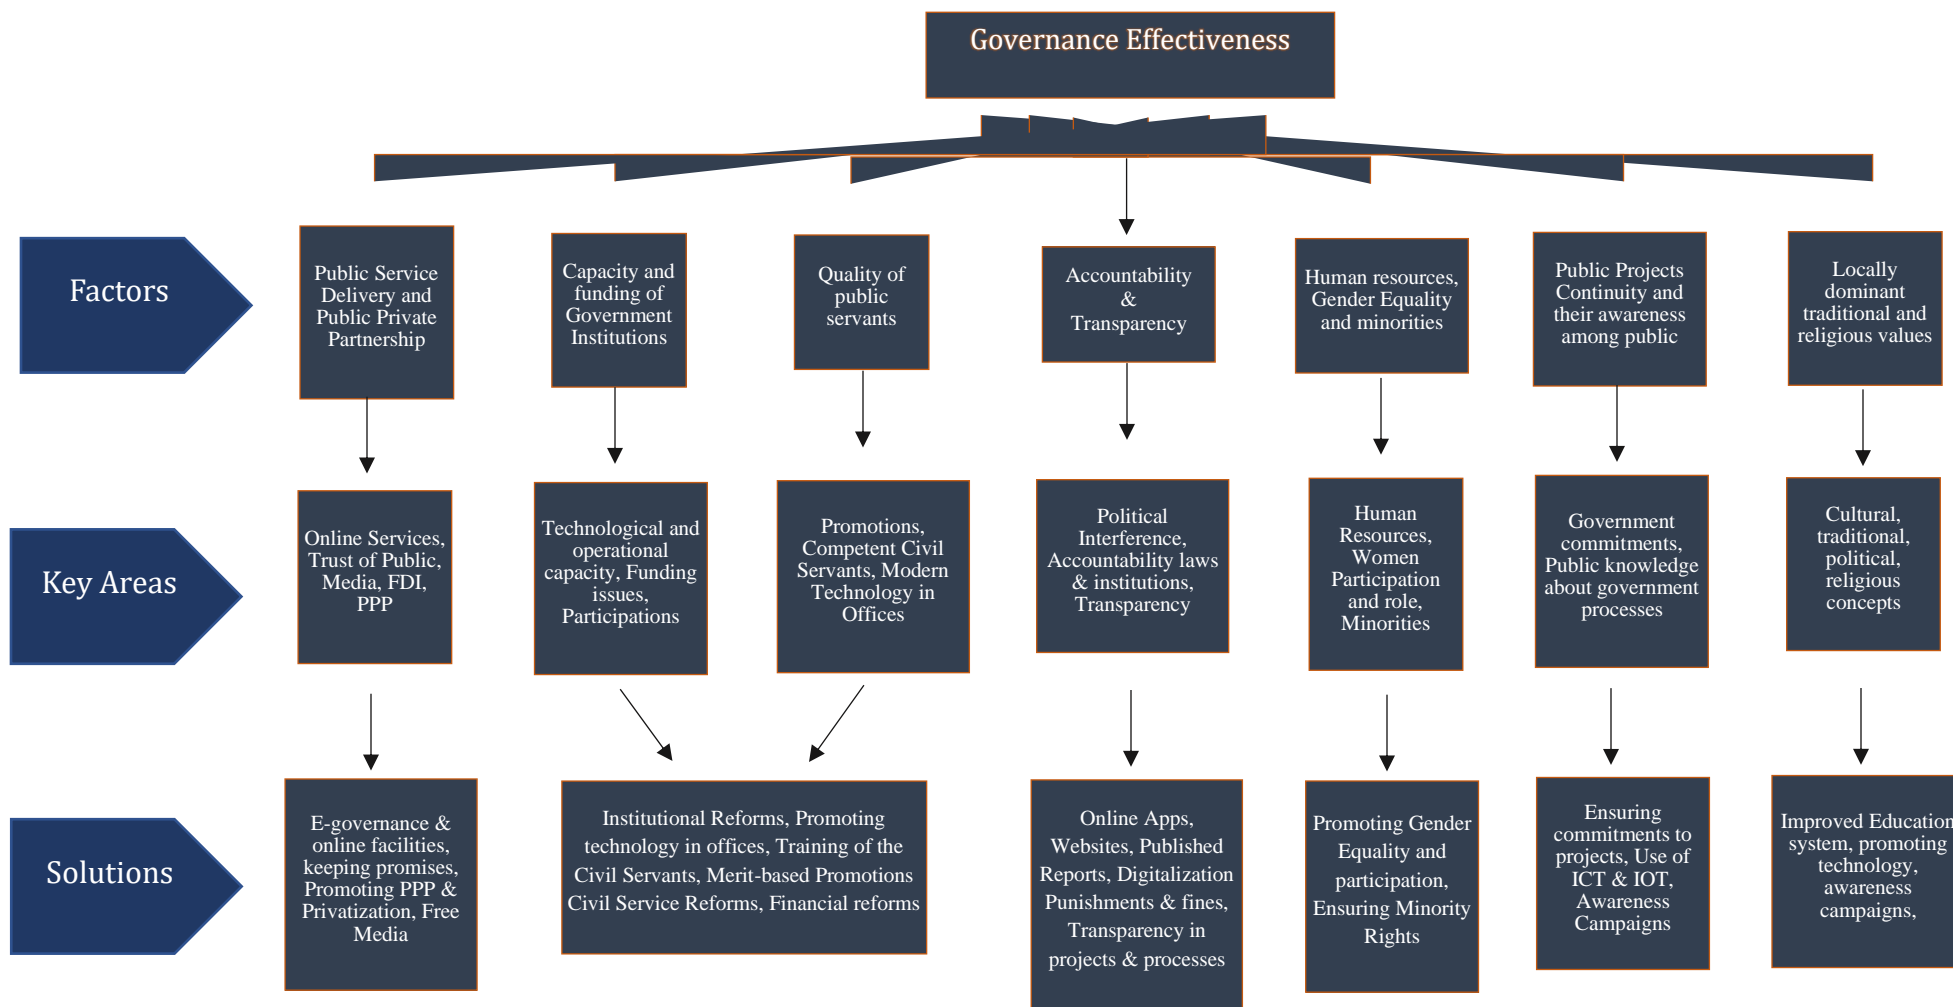 Governance Effectiveness
Factors
Public Service
Delivery and
Public Private
Partnership
Capacity and
funding of
Government
Institutions
Quality of
public
servants
Accountability
&
Transparency
Human resources,
Gender Equality
and minorities
Public Projects
Continuity and
their awareness
among public
Locally
dominant
traditional and
religious values
Key Areas
Online Services,
Trust of Public,
Media, FDI,
PPP
Technological and
operational
capacity, Funding
issues,
Participations
Promotions,
Competent Civil
Servants, Modern
Technology in
Offices
Political
Interference,
Accountability laws
& institutions,
Transparency
Human
Resources,
Women
Participation
and role,
Minorities
Government
commitments,
Public knowledge
about government
processes
Cultural,
traditional,
political,
religious
concepts
Solutions
E-governance &
online facilities,
keeping promises,
Promoting PPP &
Privatization, Free
Media
Institutional Reforms, Promoting
technology in offices, Training of the
Civil Servants, Merit-based Promotions
Civil Service Reforms, Financial reforms
Online Apps,
Websites, Published
Reports, Digitalization
Punishments & fines,
Transparency in
projects & processes
Promoting Gender
Equality and
participation,
Ensuring Minority
Rights
Ensuring
commitments to
projects, Use of
ICT & IOT,
Awareness
Campaigns
Improved Education
system, promoting
technology,
awareness
campaigns,